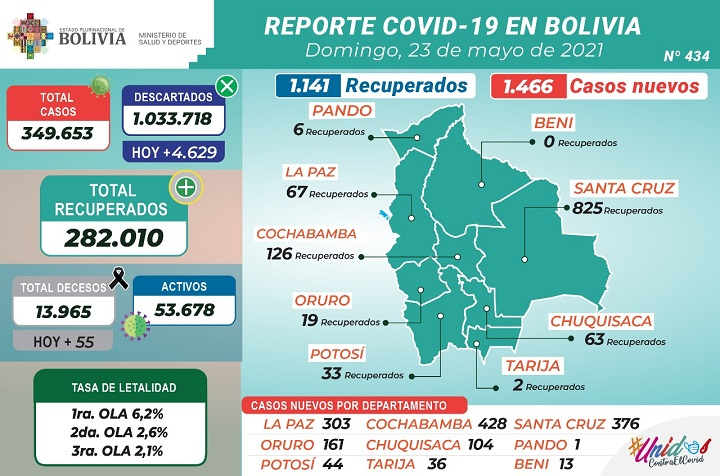 ESTADO PLURINACIONAL DE
BOLIVIA
MINISTERIO
DE SALUD Y DEPORTES
REPORTE COVID-19 EN BOLIVIA
Domingo, 23 de mayo de 2021
Nº 434
TOTAL
CASOS
349.653
DESCARTADOS
1.033.718
HOY +4.629
TOTAL
RECUPERADOS
282.010
TOTAL DECESOS
13.965
HOY + 55
ACTIVOS
53.678
TASA DE LETALIDAD
1ra. OLA 6,2%
2da. OLA 2,6%
3ra. OLA 2,1%
1.141 Recuperados
1.466 Casos nuevos
PANDO
6 Recuperados
BENI
0 Recuperados
LA PAZ
67 Recuperados
SANTA CRUZ
825 Recuperados
COCHABAMBA
126 Recuperados
ORURO
19 Recuperados
CHUQUISACA
63 Recuperados
POTOSÍ
33 Recuperados
TARIJA
2 Recuperados
CASOS NUEVOS POR DEPARTAMENTO
LA PAZ 303 COCHABAMBA 428 SANTA CRUZ 376
ORURO 161 CHUQUISACA 104 PANDO 1
POTOSÍ 44 TARIJA 36 BENI 13
#Unidos
ContraElCovid